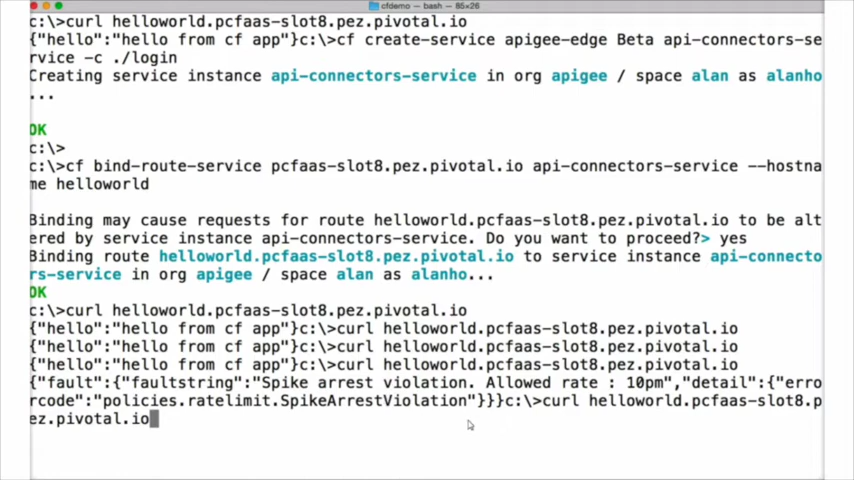 cfdemo — bash — 85×26
c:\>curl helloworld.pcfaas-slot8.pez.pivotal.io
{"hello":"hello from cf app"}c:\>cf create-service apigee-edge Beta api-connectors-se
rvice -c ./login
Creating service instance api-connectors-service in org apigee / space alan as alanho
...
OK
c:\>
c:\>cf bind-route-service pcfaas-slot8.pez.pivotal.io api-connectors-service --hostna
me helloworld
Binding may cause requests for route helloworld.pcfaas-slot8.pez.pivotal.io to be alt
ered by service instance api-connectors-service. Do you want to proceed?> yes
Binding route helloworld.pcfaas-slot8.pez.pivotal.io to service instance api-connecto
rs-service in org apigee / space alan as alanho...
OK
c:\>curl helloworld.pcfaas-slot8.pez.pivotal.io
{"hello":"hello from cf app"}c:\>curl helloworld.pcfaas-slot8.pez.pivotal.io
{"hello":"hello from cf app"}c:\>curl helloworld.pcfaas-slot8.pez.pivotal.io
{"hello":"hello from cf app"}c:\>curl helloworld.pcfaas-slot8.pez.pivotal.io
{"fault":{"faultstring":"Spike arrest violation. Allowed rate : 10pm","detail":{"erro
rcode":"policies.ratelimit.SpikeArrestViolation"}}}c:\>curl helloworld.pcfaas-slot8.p
ez.pivotal.io